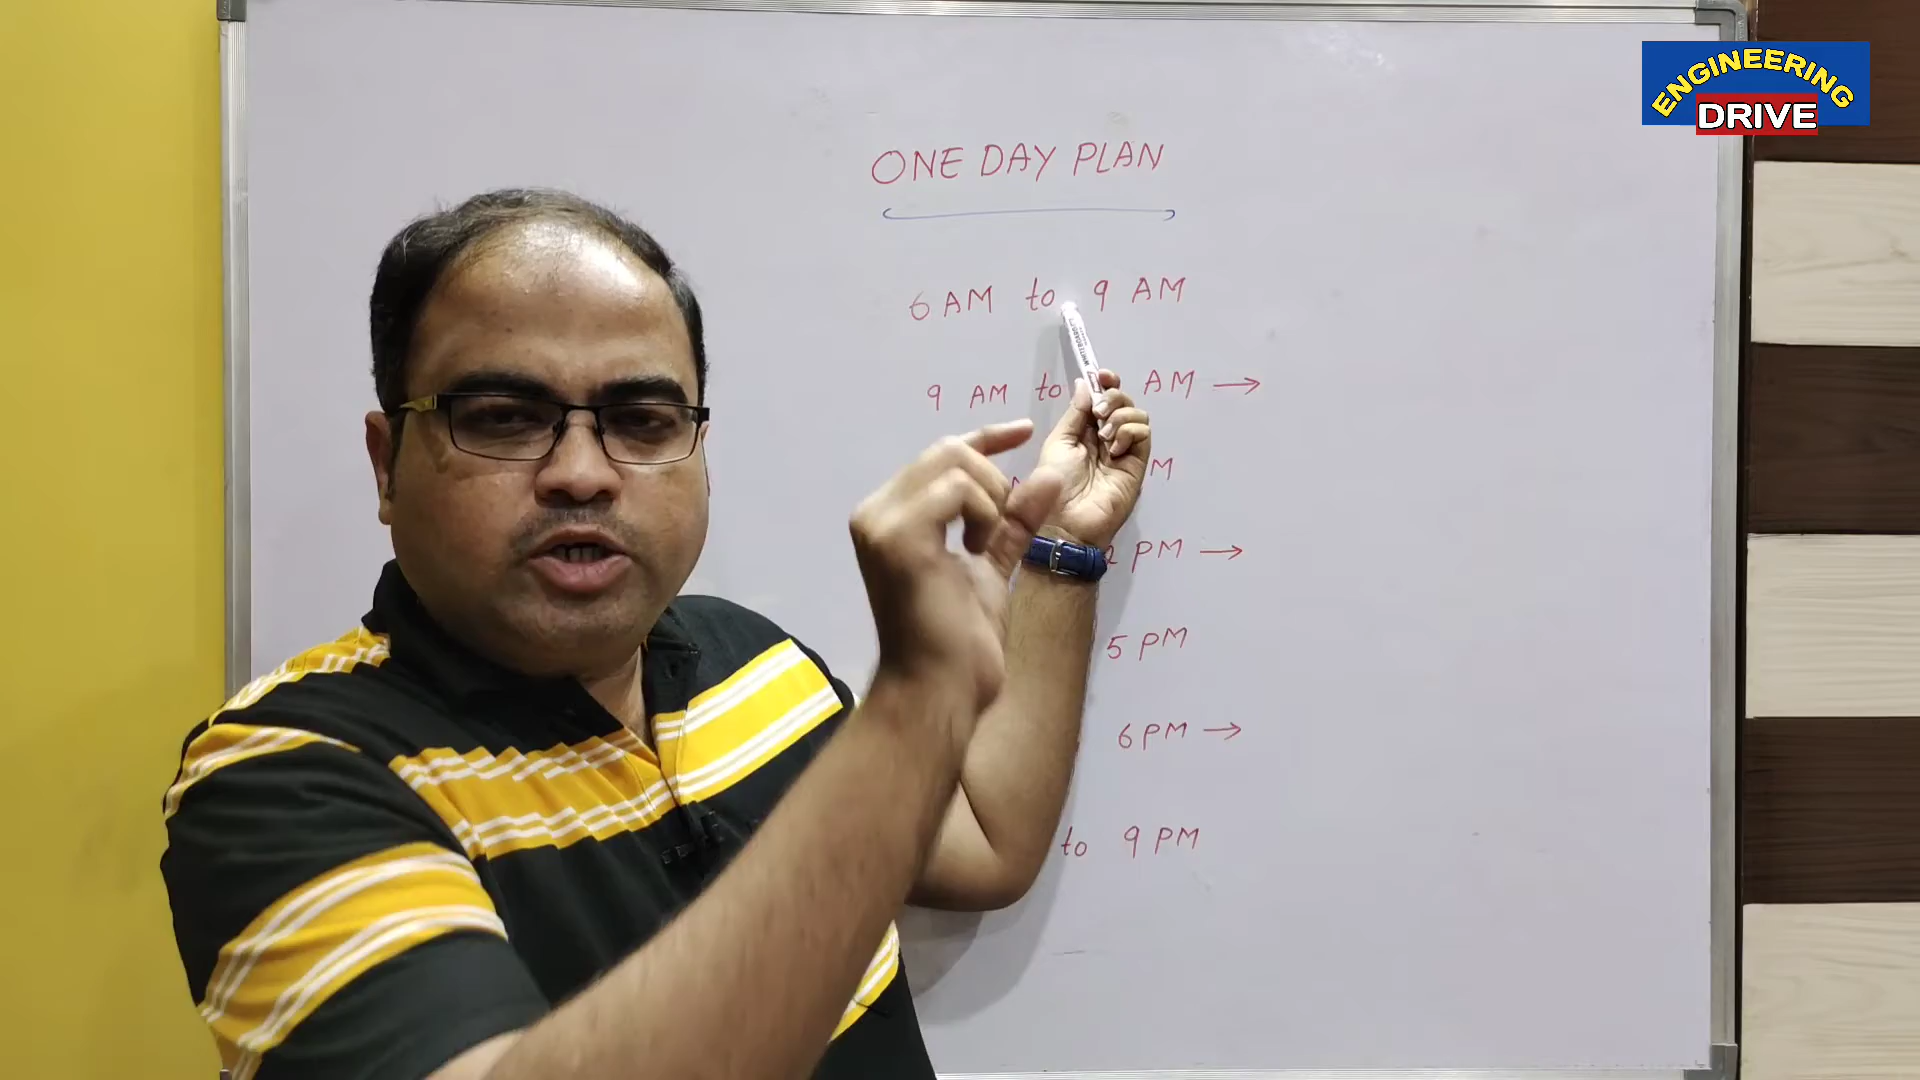 ENGINEERING
DRIVE
ONE DAY PLAN
6 AM to 9 AM
9 AM to AM →
M
2 PM →
5 PM
6 PM →
to 9 PM